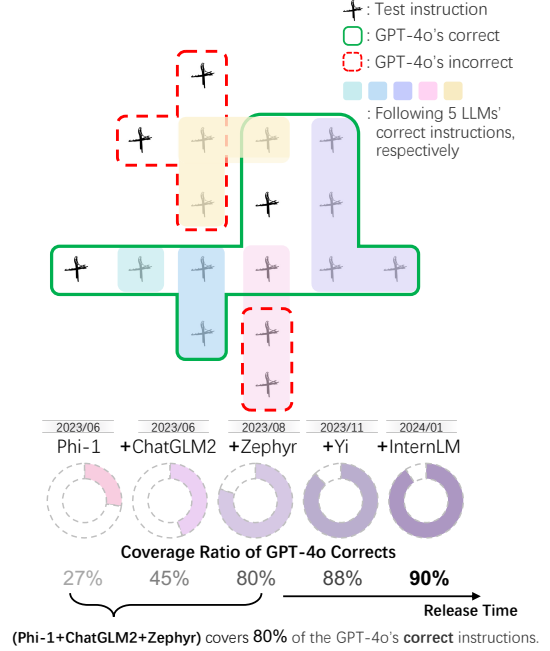 : Test instruction
: GPT-4o's correct
: GPT-4o's incorrect
: Following 5 LLMs'
correct instructions,
respectively
2023/06 2023/06 2023/08 2023/11 2024/01
Phi-1 +ChatGLM2 +Zephyr +Yi +InternLM
Coverage Ratio of GPT-4o Corrects
27% 45% 80% 88% 90%
Release Time
(Phi-1+ChatGLM2+Zephyr) covers 80% of the GPT-4o's correct instructions.